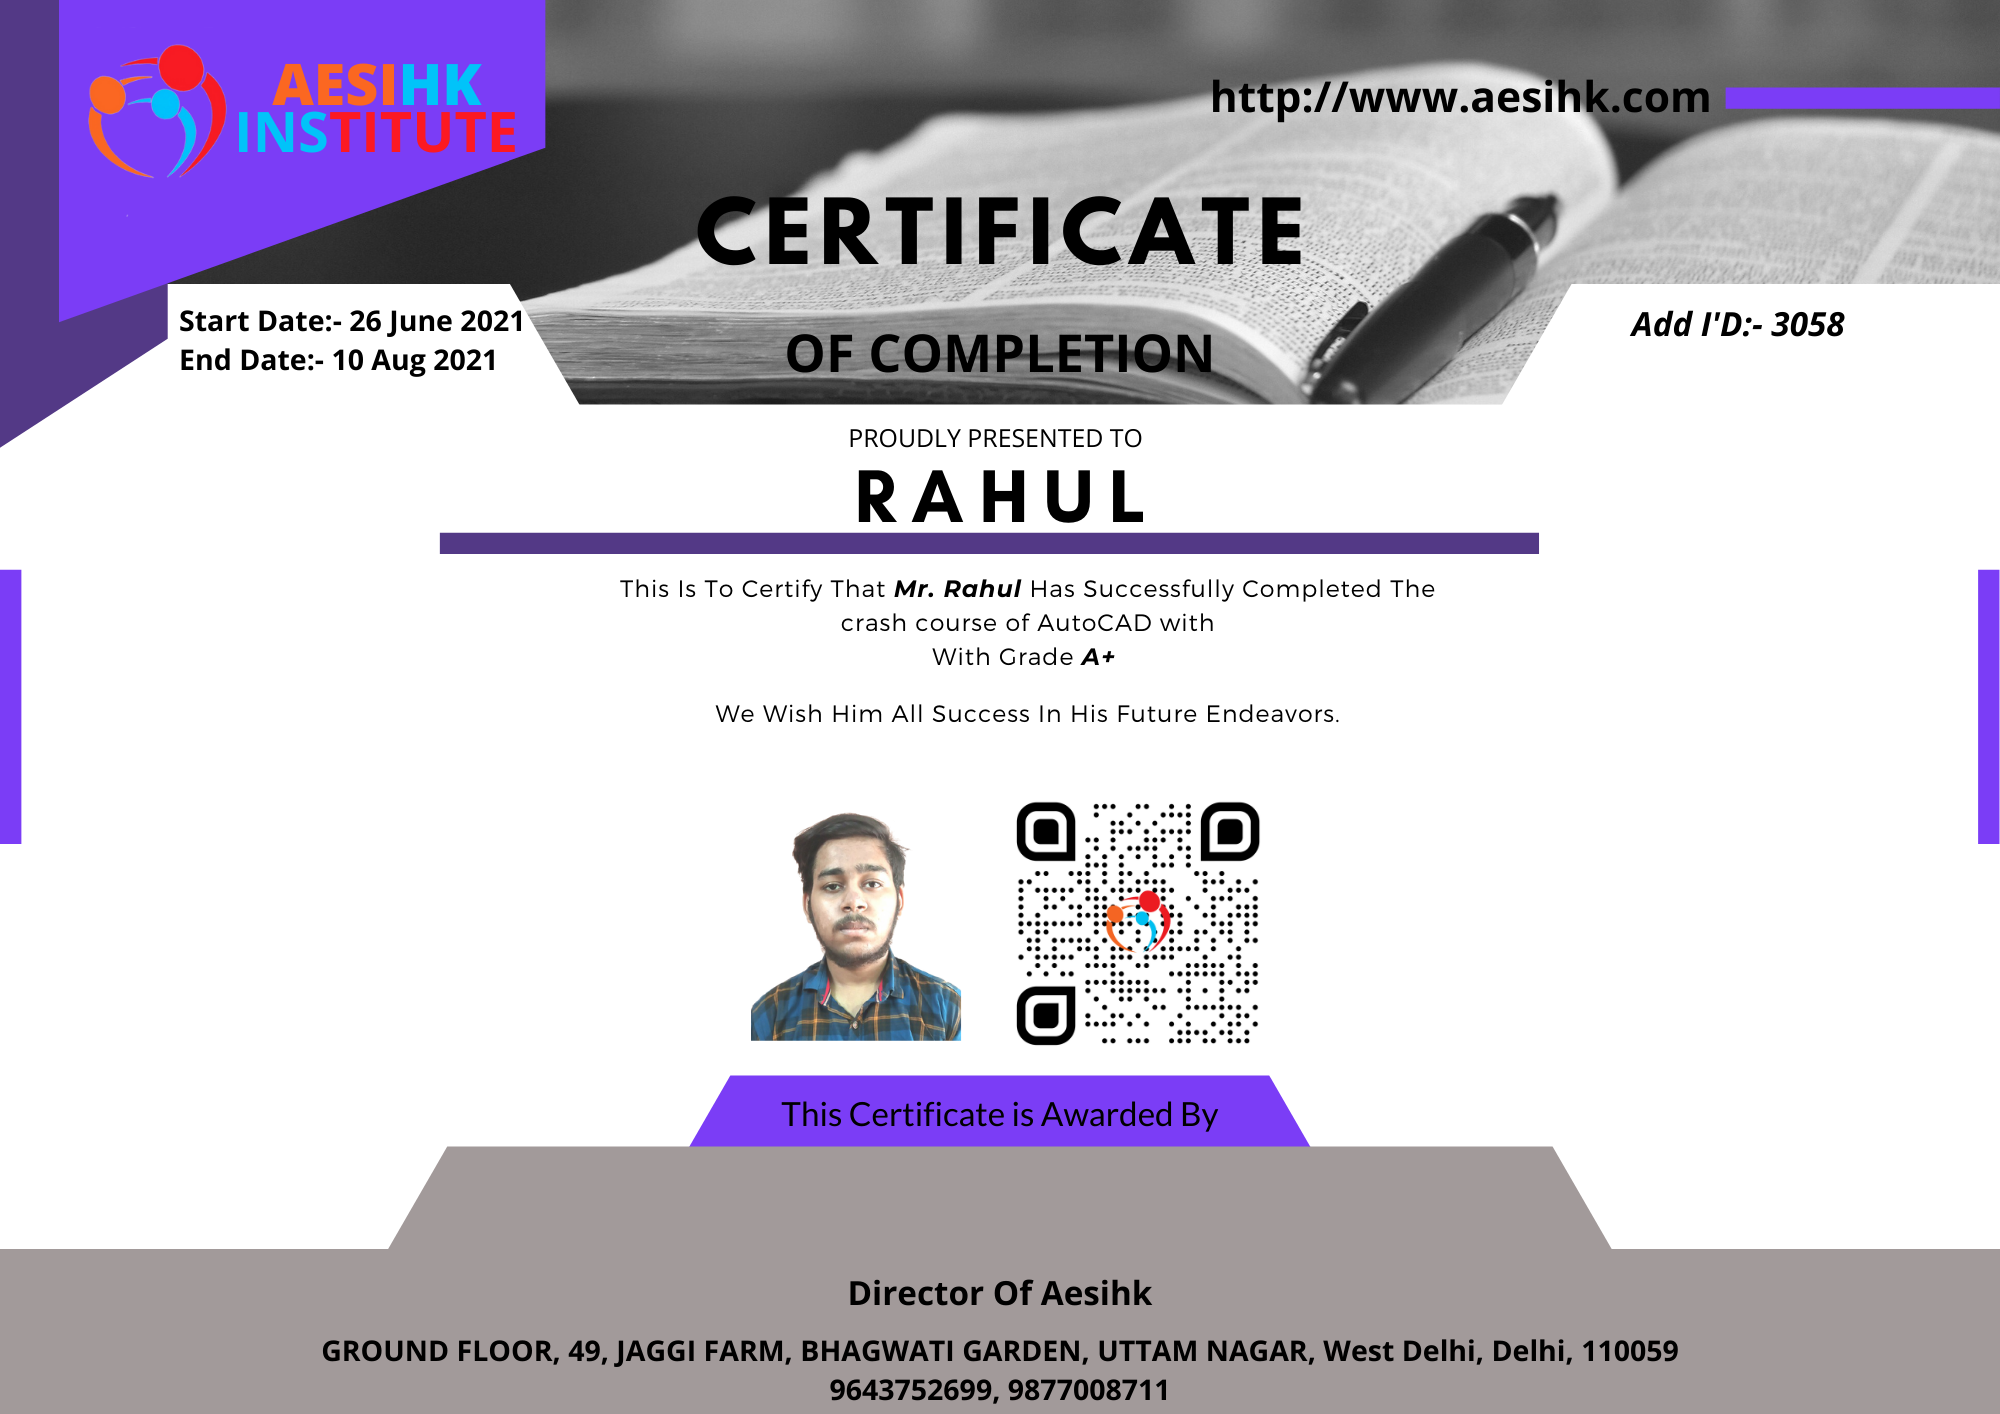 AESIHK
INSTITUTE
http://www.aesihk.com
CERTIFICATE
OF COMPLETION
Start Date:- 26 June 2021
End Date:- 10 Aug 2021
Add I'D:- 3058
PROUDLY PRESENTED TO
RAHUL
This Is To Certify That Mr. Rahul Has Successfully Completed The
crash course of AutoCAD with
With Grade A+
We Wish Him All Success In His Future Endeavors.
This Certificate is Awarded By
Director Of Aesihk
GROUND FLOOR, 49, JAGGI FARM, BHAGWATI GARDEN, UTTAM NAGAR, West Delhi, Delhi, 110059
9643752699, 9877008711